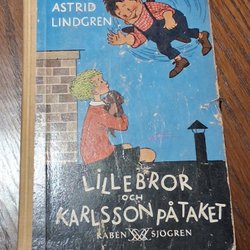 ASTRID
LINDGREN
LILLEBROR
OCH
KARLSSON PÅ TAKET
RABÉN SJÖGREN